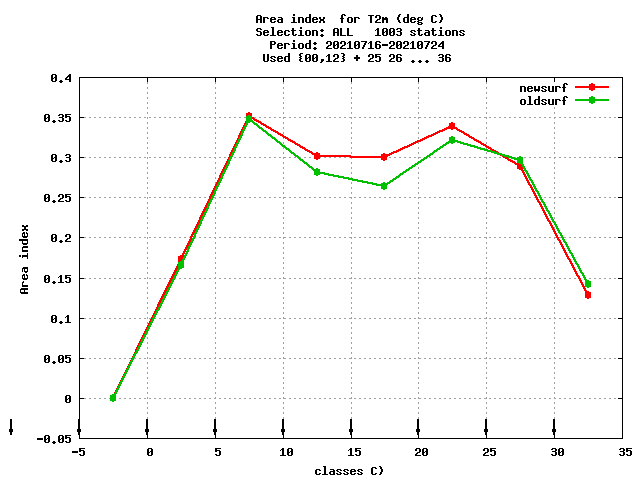 Area index  for T2m (deg C)
Selection: ALL   1003 stations
Period: 20210716-20210724
Used {00,12} + 25 26 ... 36
newsurf
oldsurf
Area index
0.4
0.35
0.3
0.25
0.2
0.15
0.1
0.05
0
-0.05
-5 0 5 10 15 20 25 30 35
classes C)